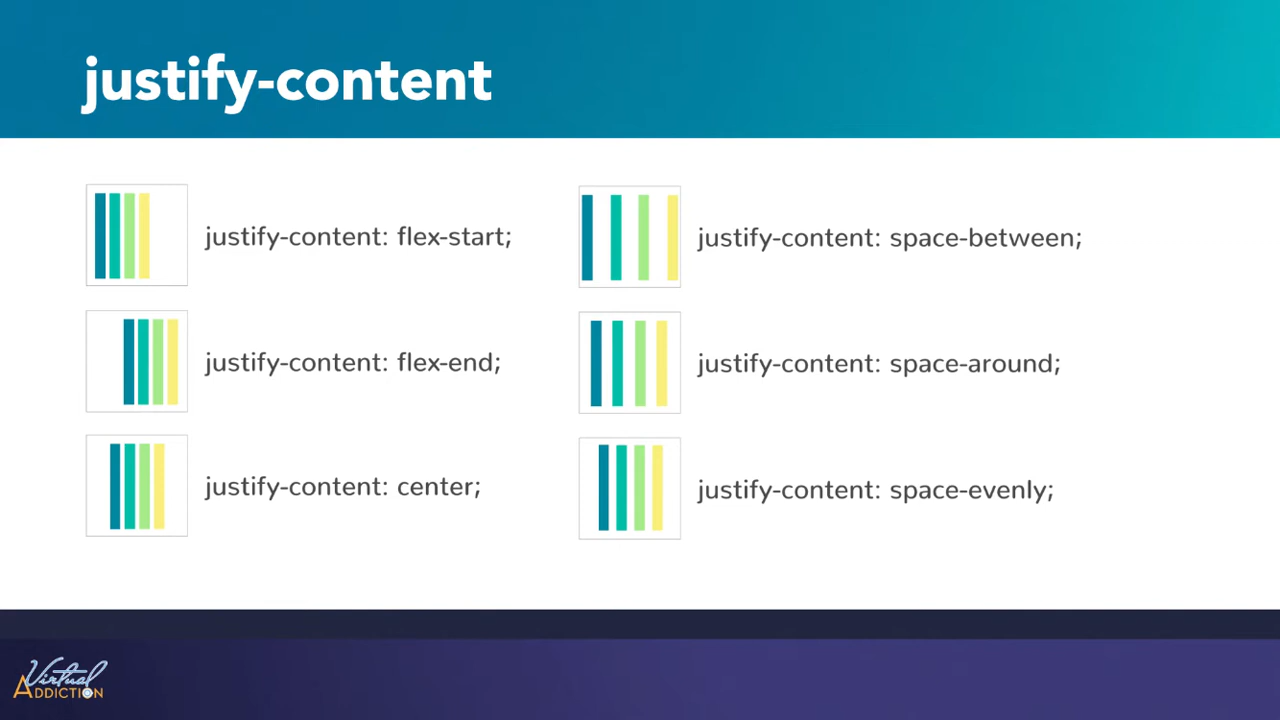 justify-content
justify-content: flex-start;
justify-content: flex-end;
justify-content: center;
justify-content: space-between;
justify-content: space-around;
justify-content: space-evenly;
Virtual
ADDICTION